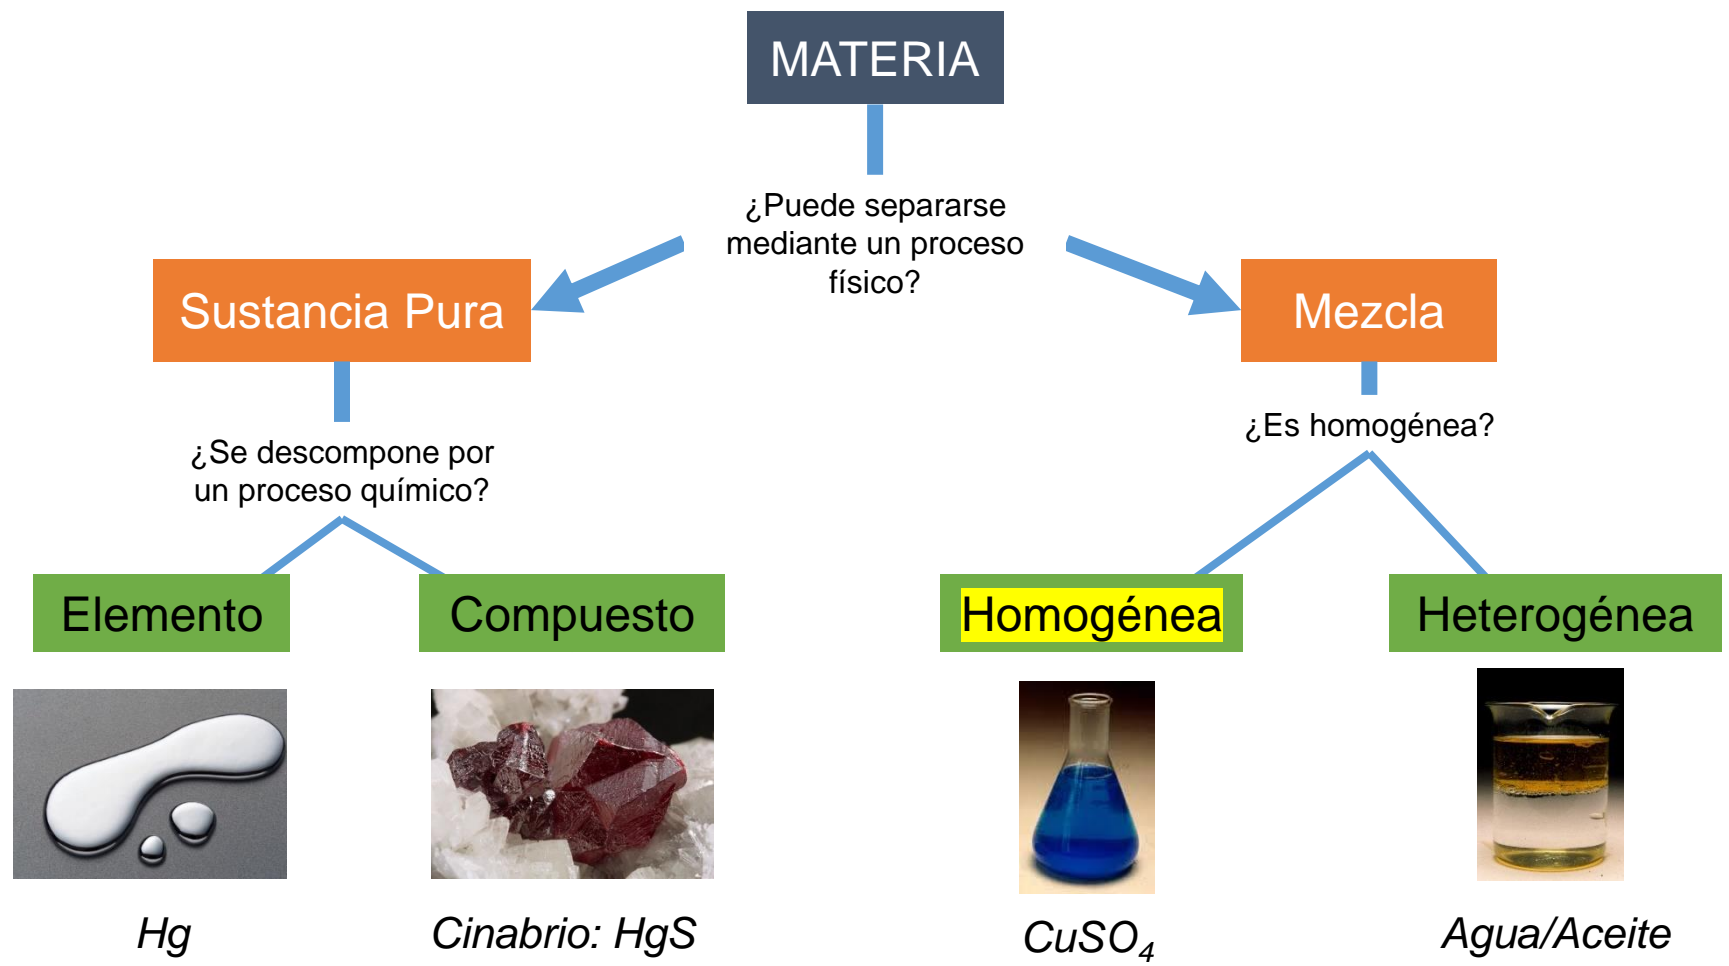 MATERIA
¿Puede separarse
mediante un proceso
físico?
Sustancia Pura
Mezcla
¿Se descompone por
un proceso químico?
¿Es homogénea?
Elemento
Compuesto
Homogénea
Heterogénea
Hg
Cinabrio: HgS
CuSO₄
Agua/Aceite